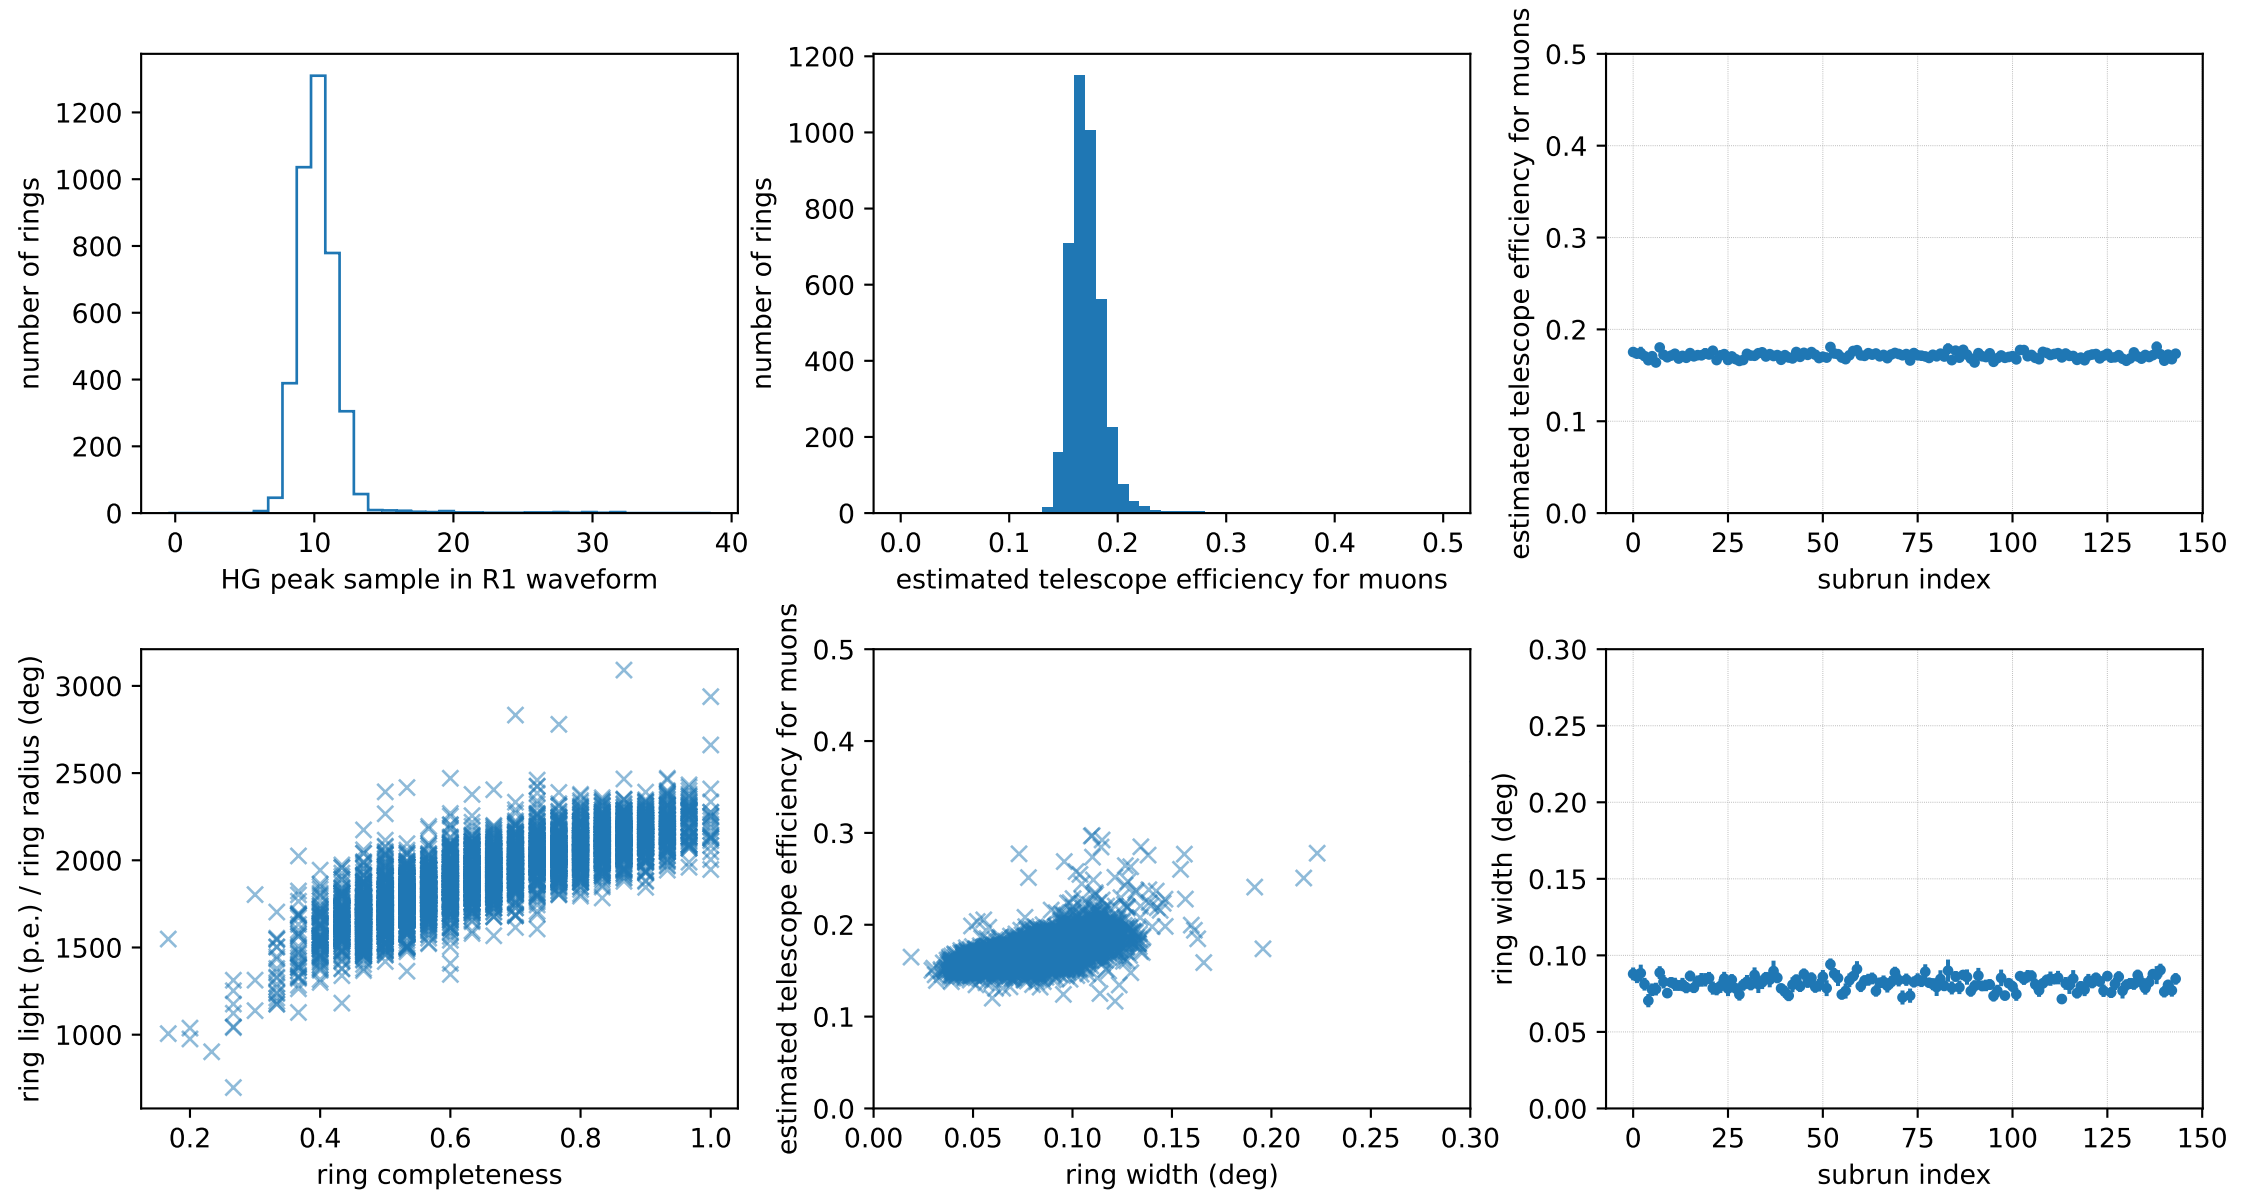 number of rings
1200
1000
800
600
400
200
0
0 10 20 30 40
HG peak sample in R1 waveform
number of rings
1200
1000
800
600
400
200
0
0.0 0.1 0.2 0.3 0.4 0.5
estimated telescope efficiency for muons
estimated telescope efficiency for muons
0.5
0.4
0.3
0.2
0.1
0.0
0 25 50 75 100 125 150
subrun index
ring light (p.e.) / ring radius (deg)
3000
2500
2000
1500
1000
0.2 0.4 0.6 0.8 1.0
ring completeness
estimated telescope efficiency for muons
0.5
0.4
0.3
0.2
0.1
0.0
0.00 0.05 0.10 0.15 0.20 0.25 0.30
ring width (deg)
ring width (deg)
0.30
0.25
0.20
0.15
0.10
0.05
0.00
0 25 50 75 100 125 150
subrun index